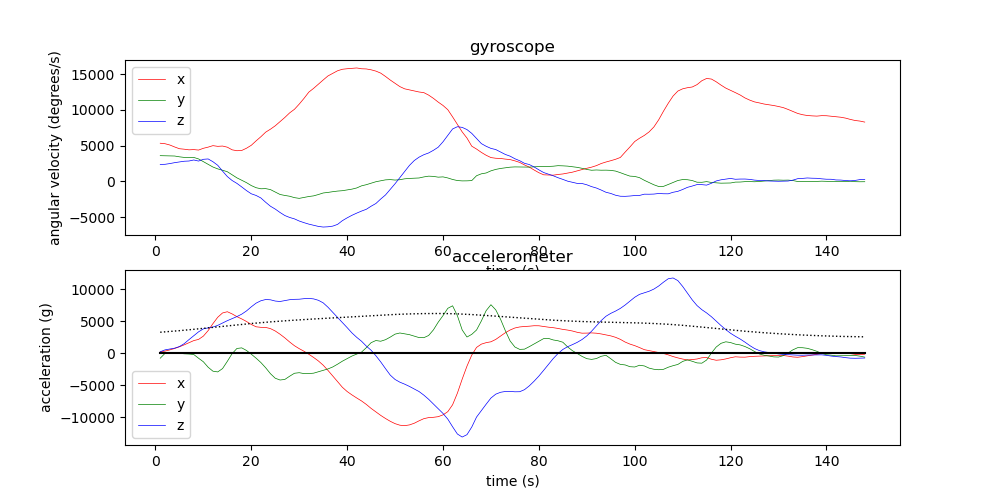 gyroscope
angular velocity (degrees/s)
15000
10000
5000
0
−5000
x
y
z
0 20 40 60 80 100 120 140
time (s)
accelerometer
acceleration (g)
10000
5000
0
−5000
−10000
x
y
z
0 20 40 60 80 100 120 140
time (s)